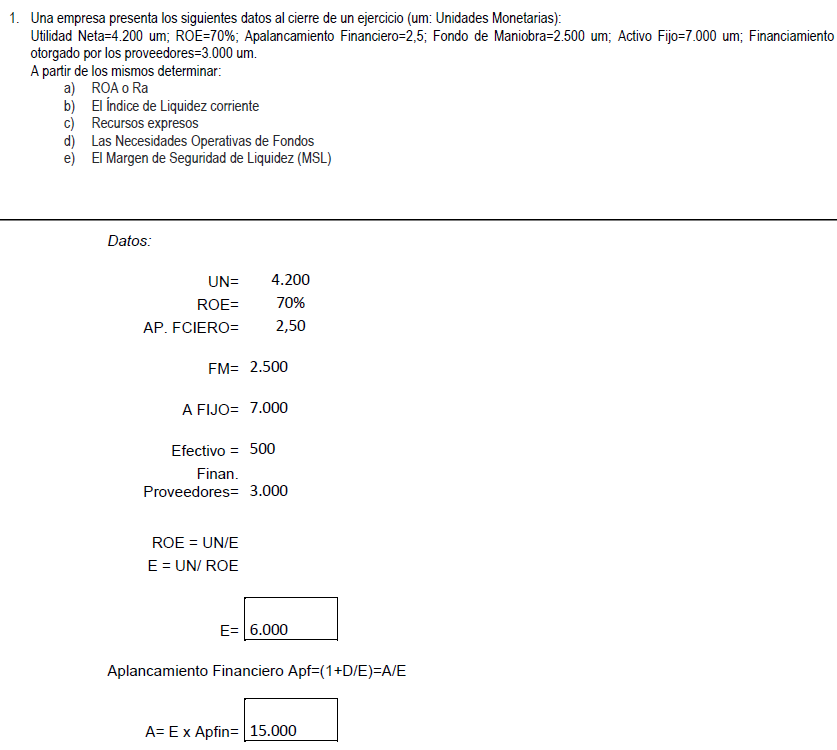 1. Una empresa presenta los siguientes datos al cierre de un ejercicio (um: Unidades Monetarias):
Utilidad Neta=4.200 um; ROE=70%; Apalancamiento Financiero=2,5; Fondo de Maniobra=2.500 um; Activo Fijo=7.000 um; Financiamiento
otorgado por los proveedores=3.000 um.
A partir de los mismos determinar:
a) ROA o Ra
b) El Índice de Liquidez corriente
c) Recursos expresos
d) Las Necesidades Operativas de Fondos
e) El Margen de Seguridad de Liquidez (MSL)
Datos:
UN= 4.200
ROE= 70%
AP. FCIERO= 2,50
FM= 2.500
A FIJO= 7.000
Efectivo = 500
Finan.
Proveedores= 3.000
ROE = UN/E
E = UN/ ROE
E= 6.000
Aplancamiento Financiero Apf=(1+D/E)=A/E
A= E x Apfin= 15.000